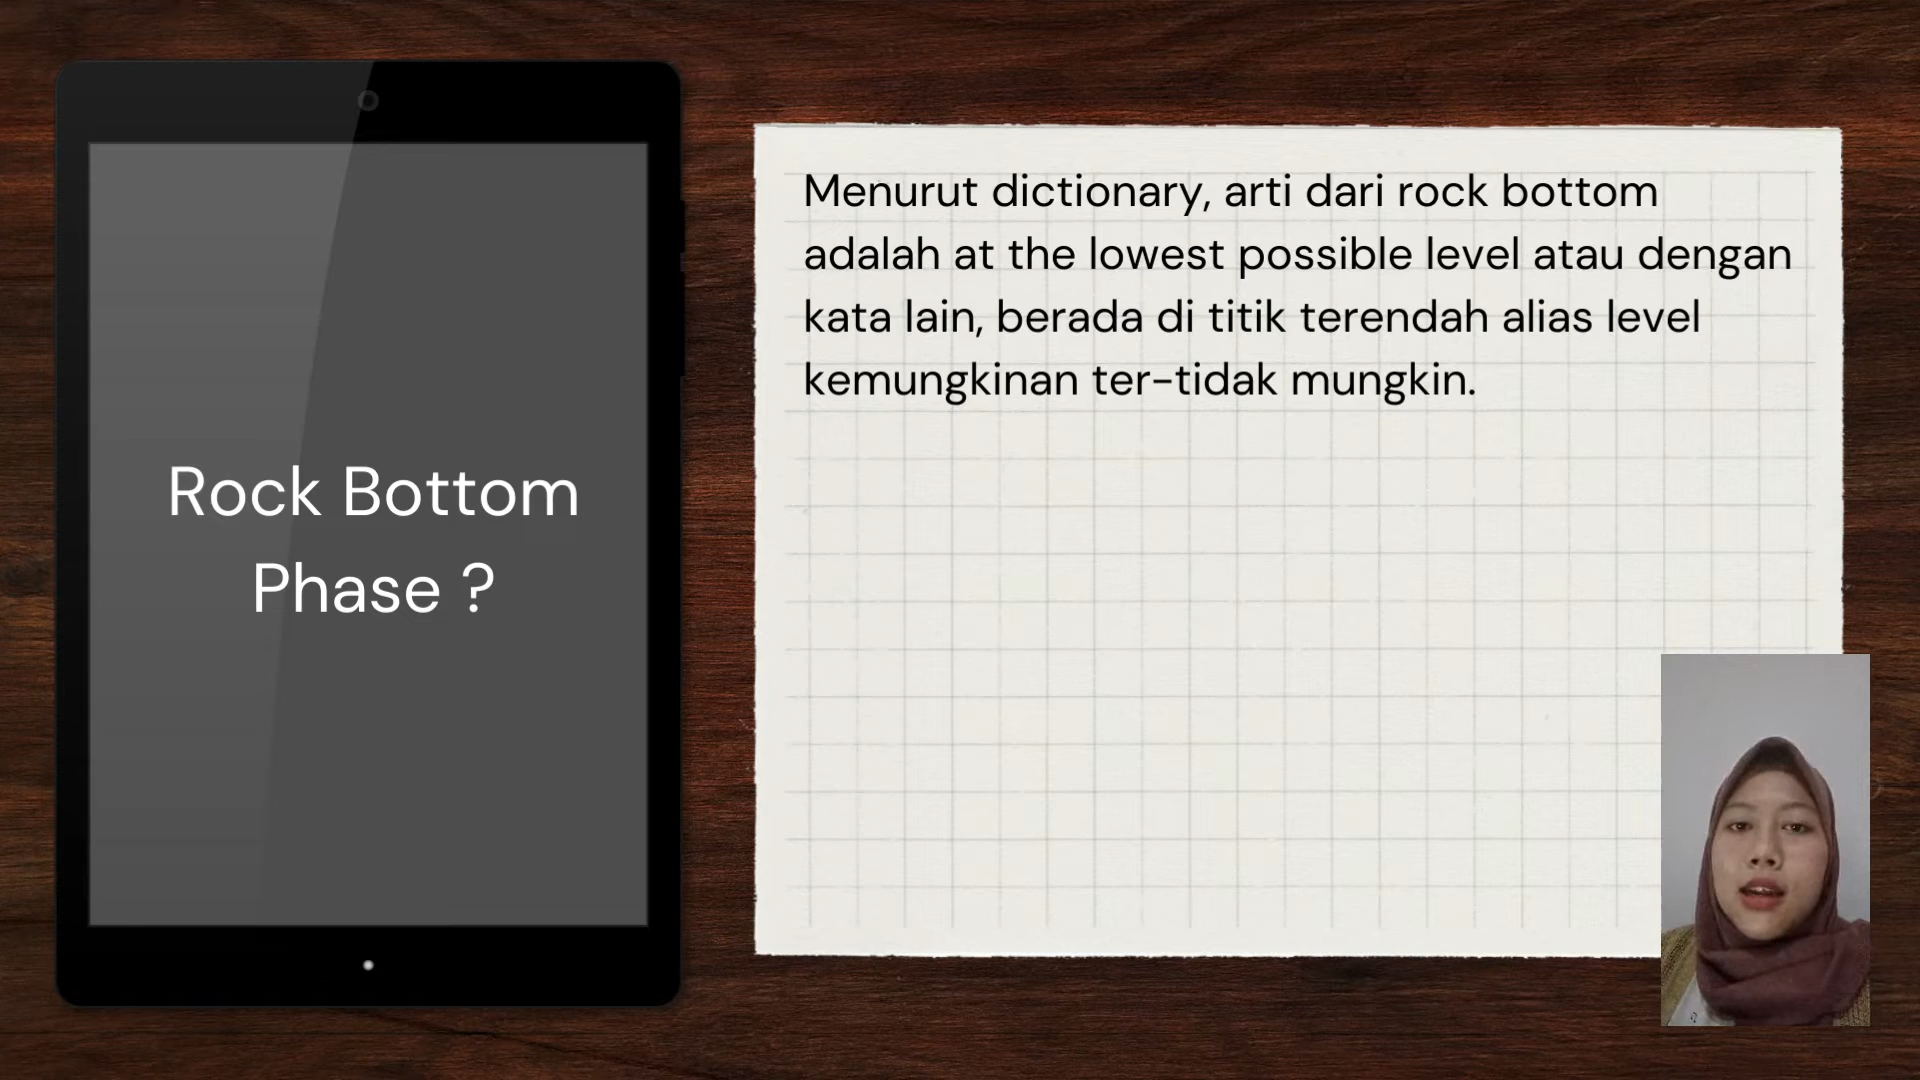 Rock Bottom
Phase ?
Menurut dictionary, arti dari rock bottom
adalah at the lowest possible level atau dengan
kata lain, berada di titik terendah alias level
kemungkinan ter-tidak mungkin.